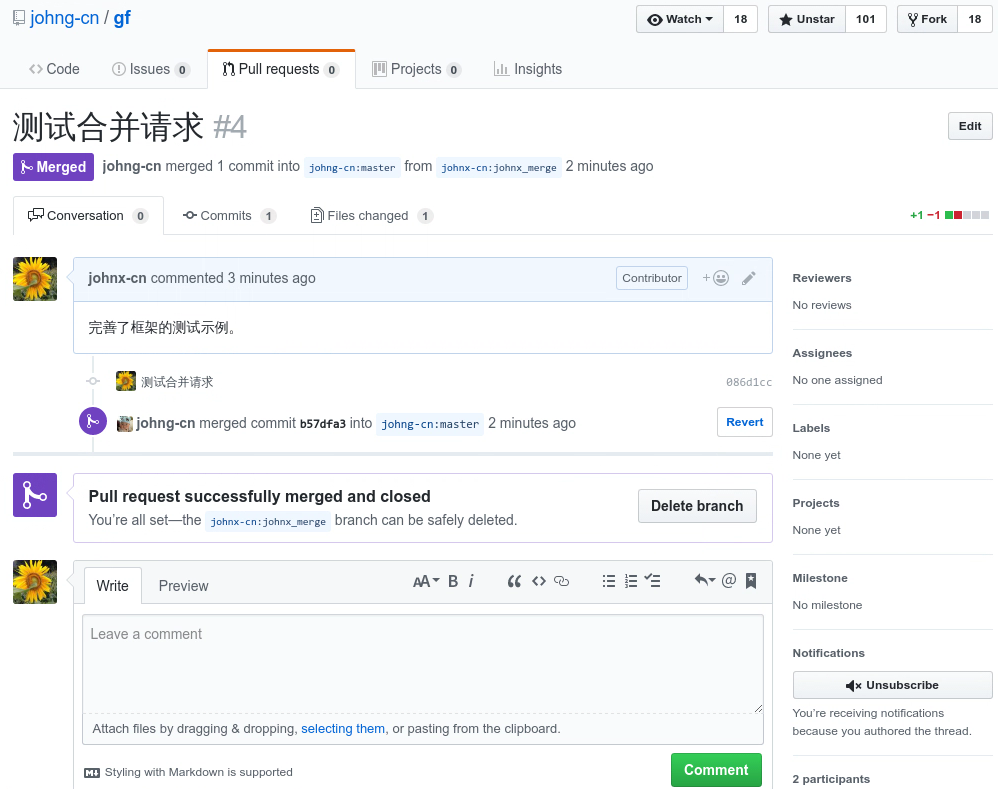 johng-cn / gf
Watch 18 Unstar 101 Fork 18
Code Issues 0 Pull requests 0 Projects 0 Insights
测试合并请求 #4 Edit
Merged johng-cn merged 1 commit into johng-cn:master from johnx-cn:johnx_merge 2 minutes ago
Conversation 0 Commits 1 Files changed 1 +1 −1
johnx-cn commented 3 minutes ago Contributor +
完善了框架的测试示例。
测试合并请求 086d1cc
johng-cn merged commit b57dfa3 into johng-cn:master 2 minutes ago Revert
Pull request successfully merged and closed
You’re all set—the johnx-cn:johnx_merge branch can be safely deleted.
Delete branch
Write Preview AA B i @
Leave a comment
Attach files by dragging & dropping, selecting them, or pasting from the clipboard.
Styling with Markdown is supported
Comment
Reviewers
No reviews
Assignees
No one assigned
Labels
None yet
Projects
None yet
Milestone
No milestone
Notifications
Unsubscribe
You’re receiving notifications
because you authored the thread.
2 participants